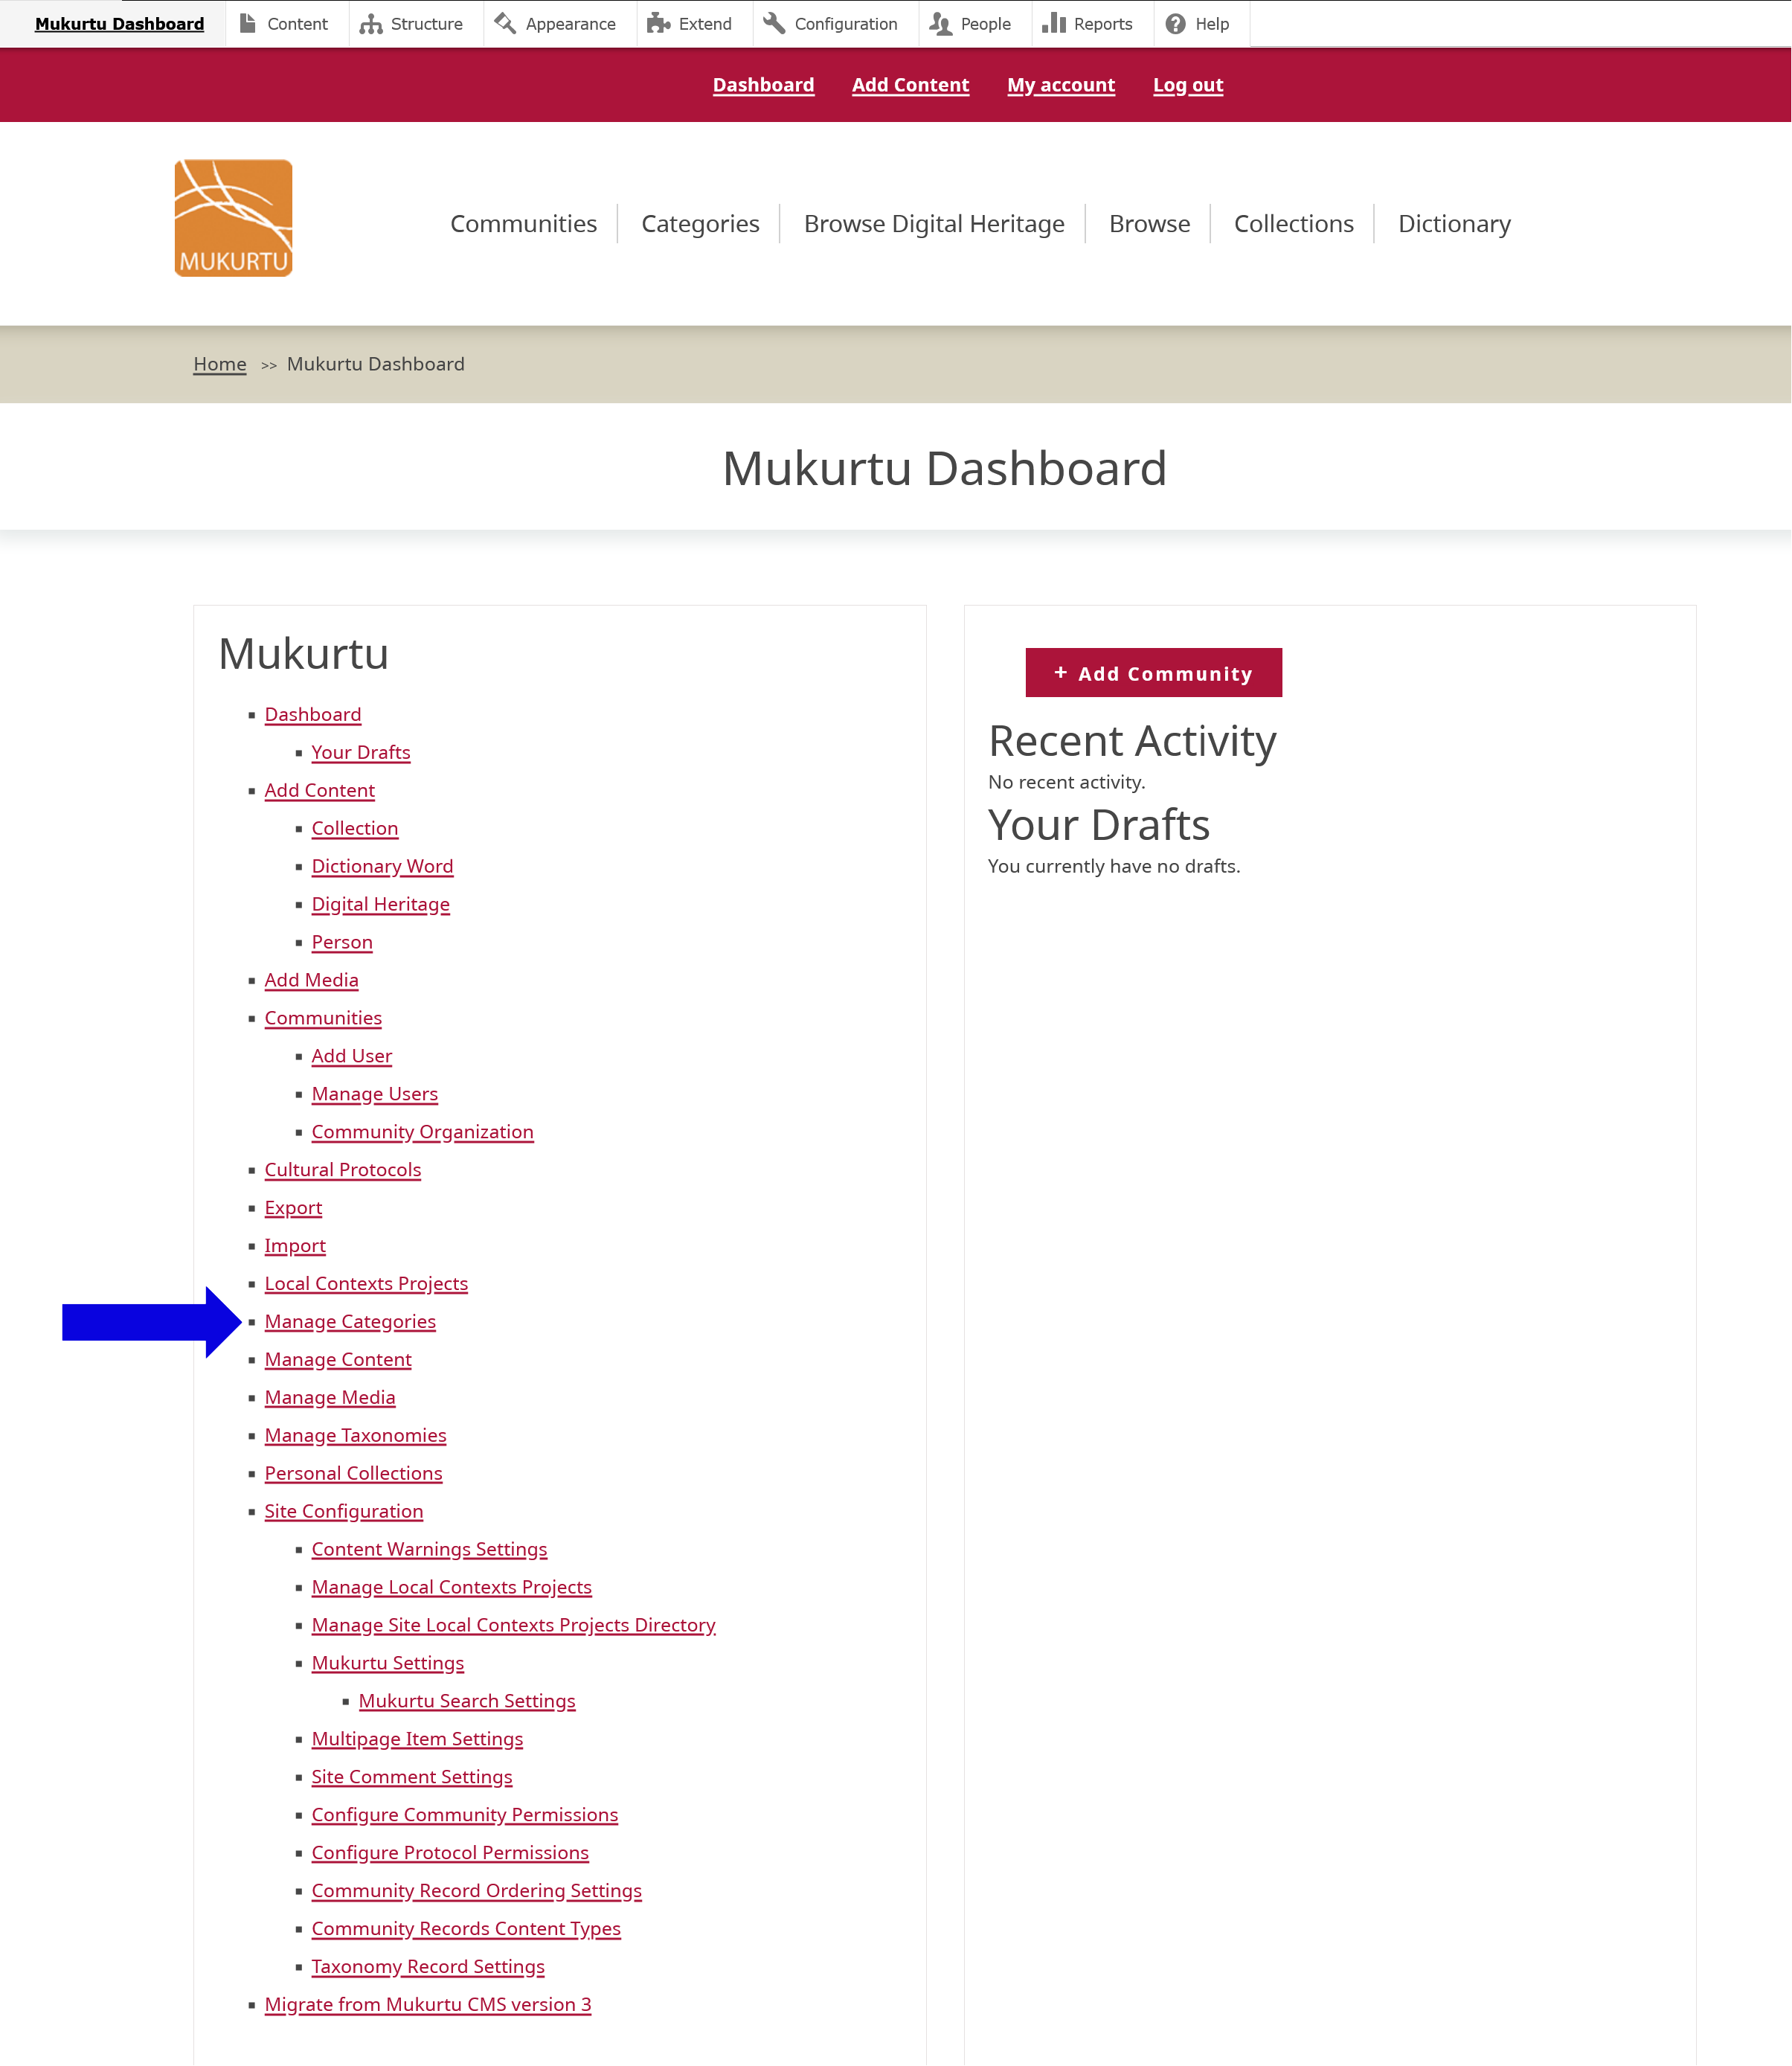 Mukurtu Dashboard Content Structure Appearance Extend Configuration People Reports Help
Dashboard Add Content My account Log out
MUKURTU
Communities Categories Browse Digital Heritage Browse Collections Dictionary
Home >> Mukurtu Dashboard
Mukurtu Dashboard
Mukurtu
Dashboard
Your Drafts
Add Content
Collection
Dictionary Word
Digital Heritage
Person
Add Media
Communities
Add User
Manage Users
Community Organization
Cultural Protocols
Export
Import
Local Contexts Projects
Manage Categories
Manage Content
Manage Media
Manage Taxonomies
Personal Collections
Site Configuration
Content Warnings Settings
Manage Local Contexts Projects
Manage Site Local Contexts Projects Directory
Mukurtu Settings
Mukurtu Search Settings
Multipage Item Settings
Site Comment Settings
Configure Community Permissions
Configure Protocol Permissions
Community Record Ordering Settings
Community Records Content Types
Taxonomy Record Settings
Migrate from Mukurtu CMS version 3
+ Add Community
Recent Activity
No recent activity.
Your Drafts
You currently have no drafts.